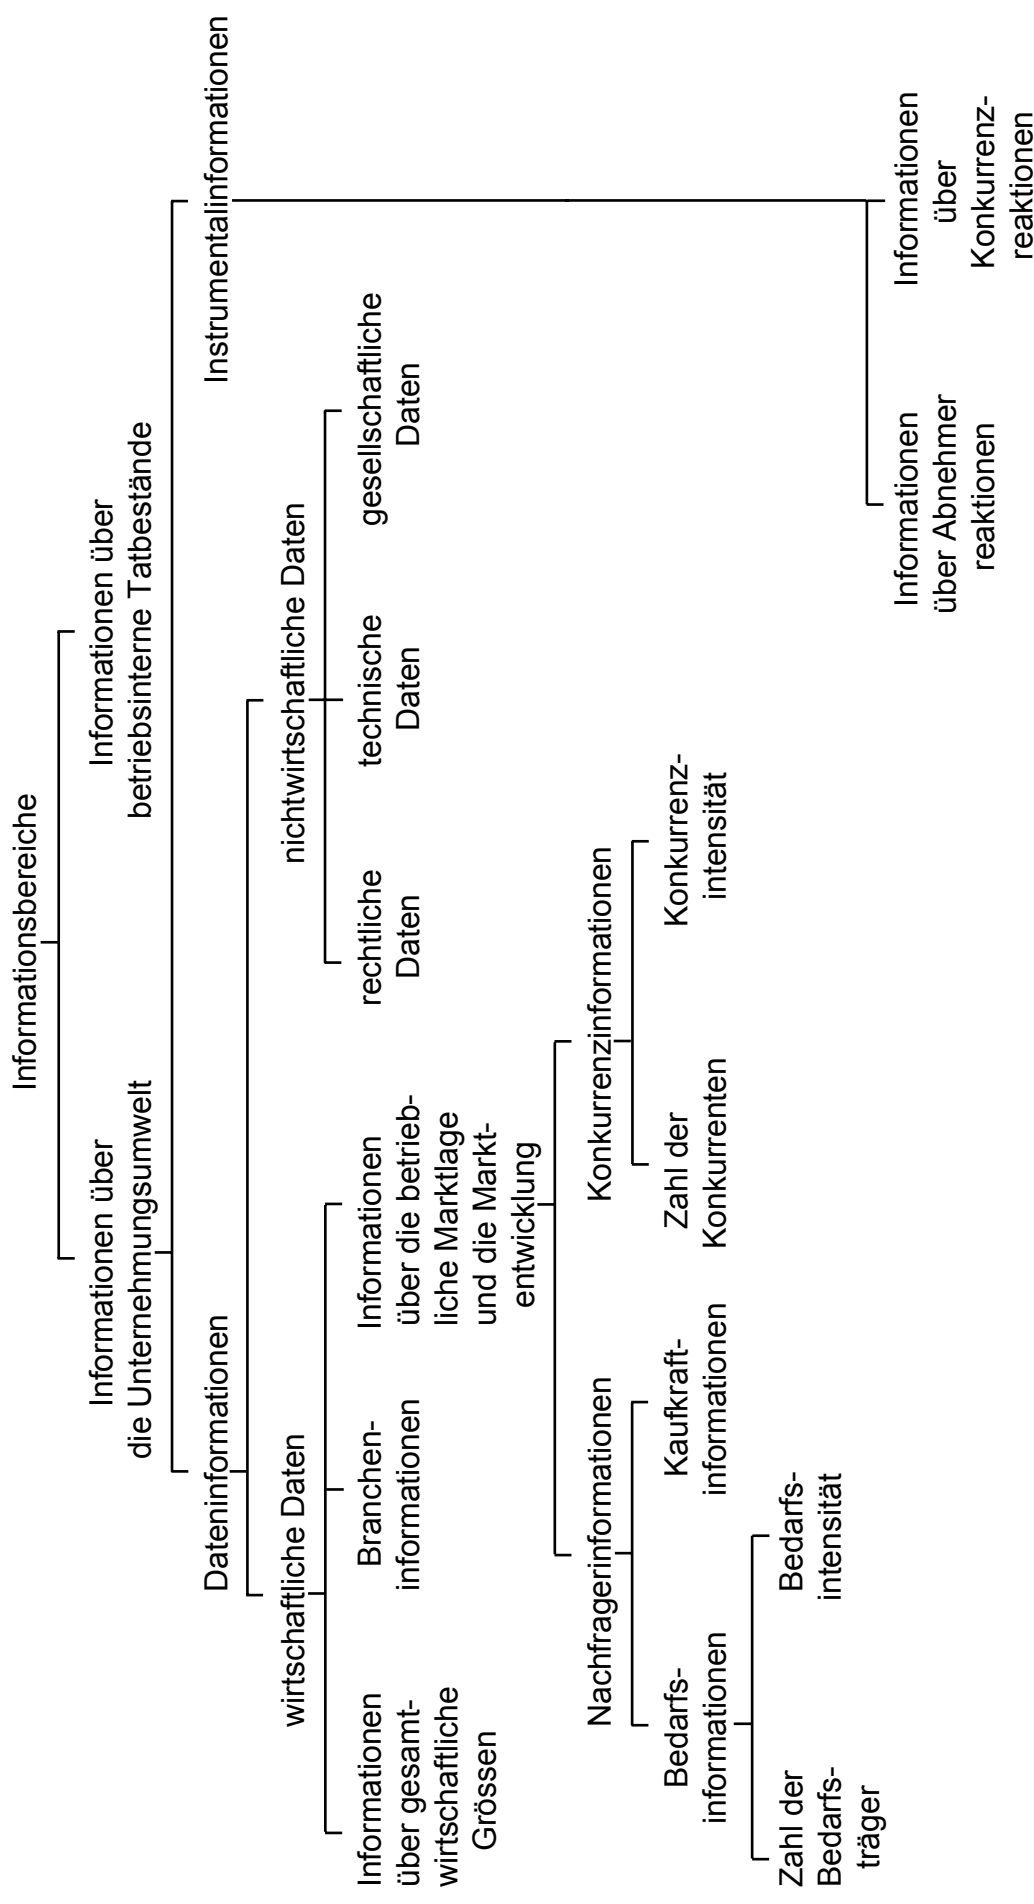 Informationsbereiche
Informationen über
die Unternehmungsumwelt
Informationen über
betriebsinterne Tatbestände
Dateninformationen
Instrumentalinformationen
wirtschaftliche Daten
nichtwirtschaftliche Daten
Informationen
über gesamt-
wirtschaftliche
Grössen
Branchen-
informationen
Informationen
über die betrieb-
liche Marktlage
und die Markt-
entwicklung
rechtliche
Daten
technische
Daten
gesellschaftliche
Daten
Nachfragerinformationen
Konkurrenzinformationen
Bedarfs-
informationen
Kaufkraft-
informationen
Zahl der
Konkurrenten
Konkurrenz-
intensität
Zahl der
Bedarfs-
träger
Bedarfs-
intensität
Informationen
über Abnehmer
reaktionen
Informationen
über
Konkurrenz-
reaktionen